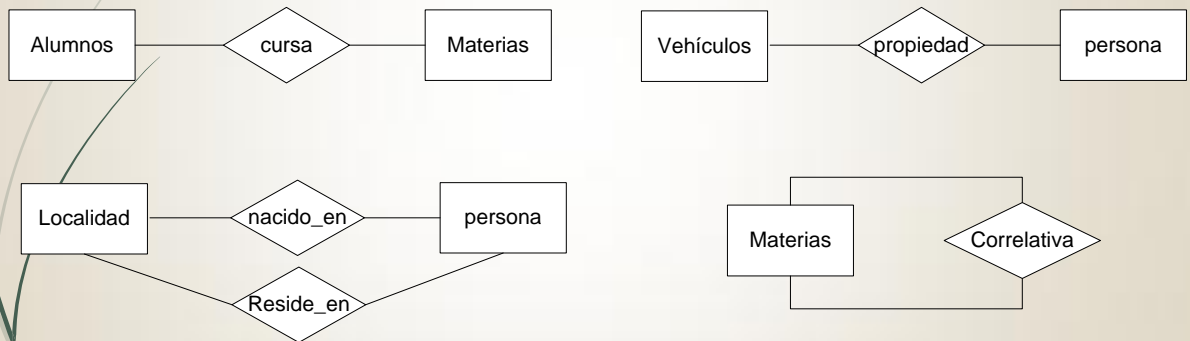 Alumnos
cursa
Materias
Vehículos
propiedad
persona
Localidad
nacido_en
persona
Reside_en
Materias
Correlativa